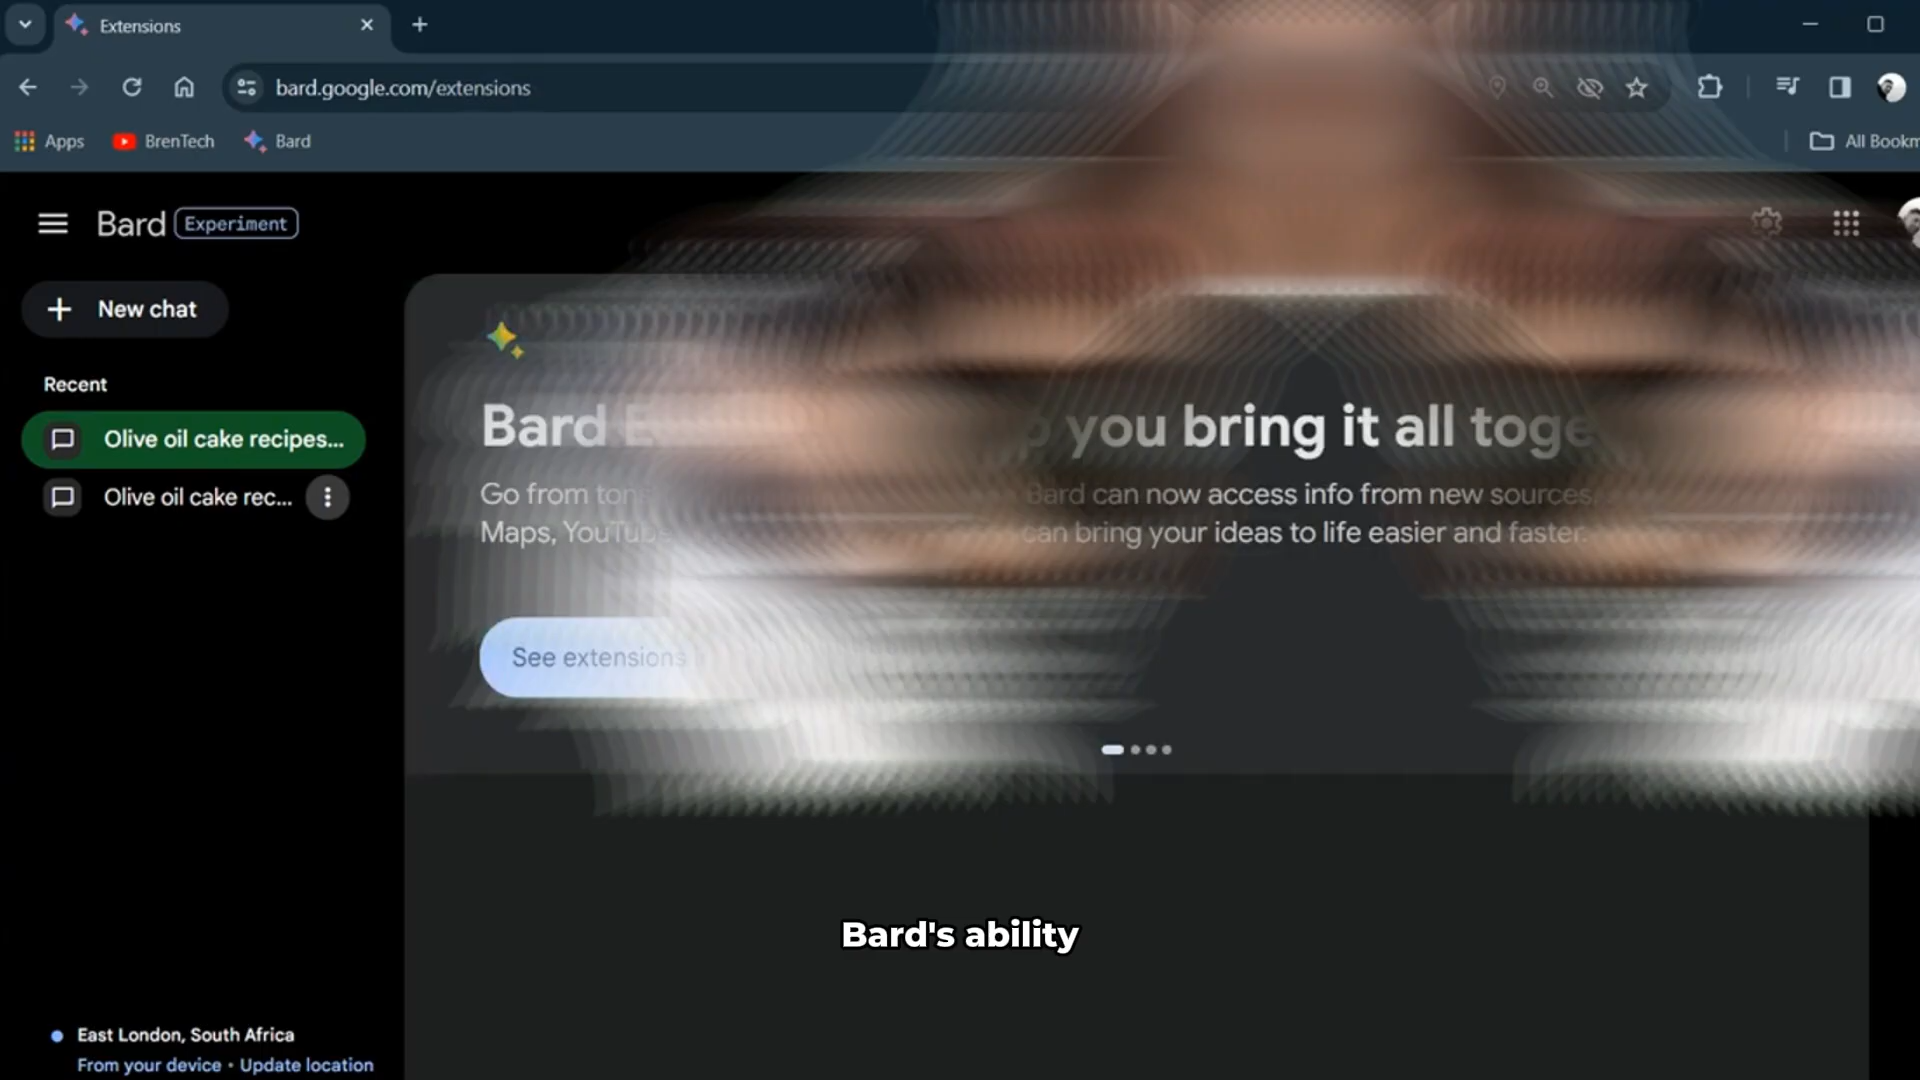 Extensions
bard.google.com/extensions
Apps
BrenTech
Bard
All Bookm
Bard
Experiment
New chat
Recent
Olive oil cake recipes...
Olive oil cake rec...
Bard you bring it all toge
Go from Bard can now access info from new sources
Maps, YouTube can bring your ideas to life easier and faster.
See extensions
Bard's ability
East London, South Africa
From your device • Update location